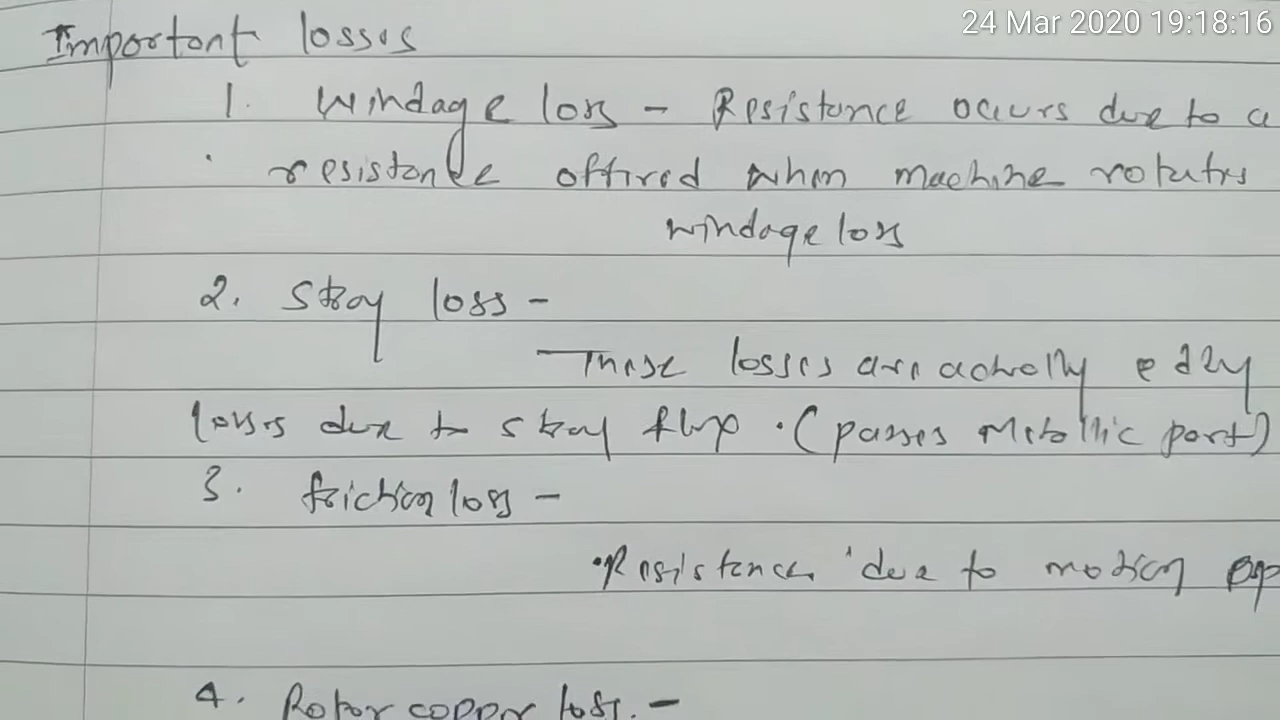 24 Mar 2020 19:18:16
Important losses
1. Windage loss - Resistance occurs due to a
resistance offired when machine rotates
windage loss
2. Stray loss -
These losses are actually eddy
losses due to stray flux . (passes Metallic part)
3. friction loss -
Resistance due to motion op
4. Rotor copper loss. -